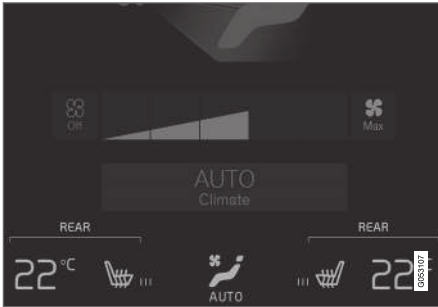 Off
Max
AUTO
Climate
REAR REAR
22°C 22
AUTO
G053107